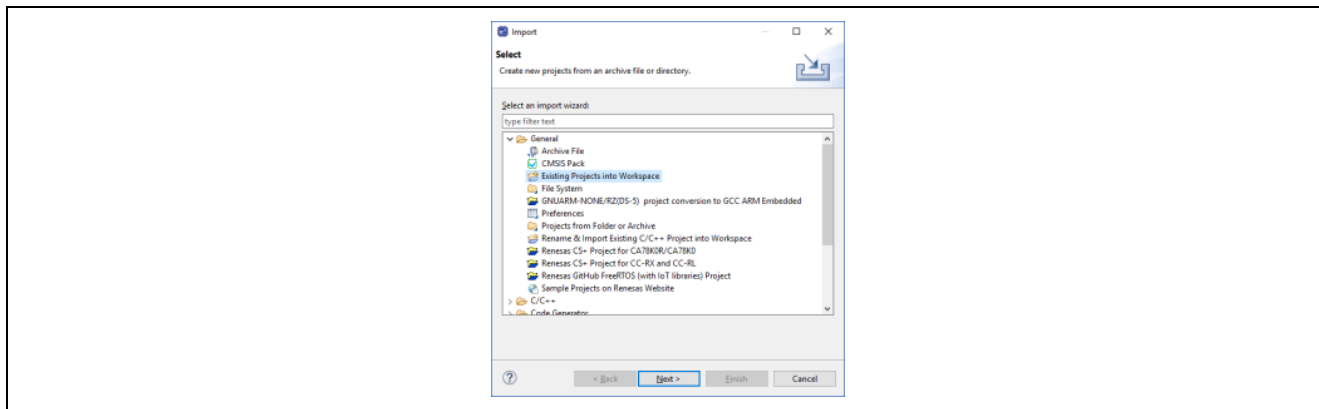 Import
Select
Create new projects from an archive file or directory.
Select an import wizard:
type filter text
General
Archive File
CMSIS Pack
Existing Projects into Workspace
File System
GNUARM-NONE/RZ(DS-5) project conversion to GCC ARM Embedded
Preferences
Projects from Folder or Archive
Rename & Import Existing C/C++ Project into Workspace
Renesas CS+ Project for CA78K0R/CA78K0
Renesas CS+ Project for CC-RX and CC-RL
Renesas GitHub FreeRTOS (with IoT libraries) Project
Sample Projects on Renesas Website
> C/C++
> Code Generator
? < Back Next > Finish Cancel